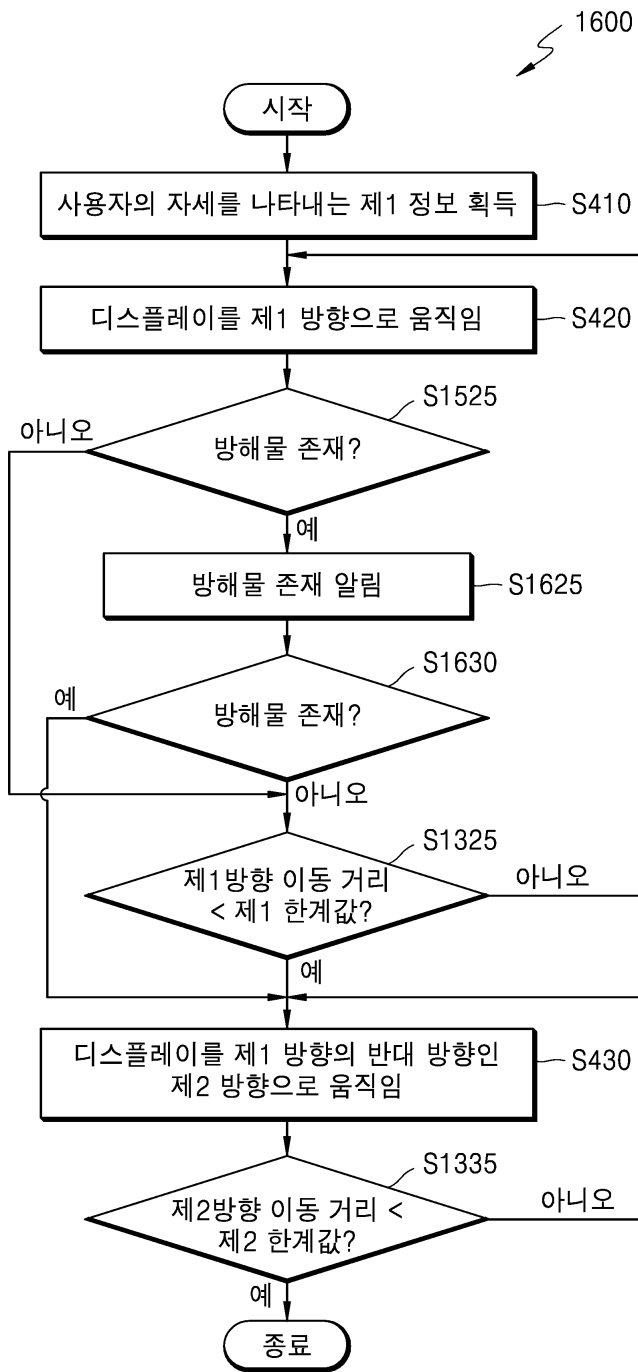 1600
시작
사용자의 자세를 나타내는 제1 정보 획득
S410
디스플레이를 제1 방향으로 움직임
S420
S1525
아니오
방해물 존재?
예
방해물 존재 알림
S1625
S1630
예
방해물 존재?
아니오
S1325
제1방향 이동 거리
< 제1 한계값?
아니오
예
디스플레이를 제1 방향의 반대 방향인
제2 방향으로 움직임
S430
S1335
제2방향 이동 거리 <
제2 한계값?
아니오
예
종료